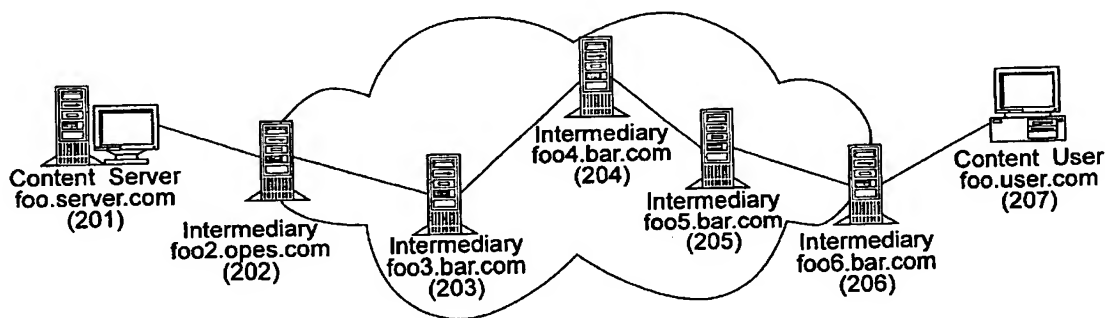 Content Server
foo.server.com
(201)
Intermediary
foo2.opes.com
(202)
Intermediary
foo3.bar.com
(203)
Intermediary
foo4.bar.com
(204)
Intermediary
foo5.bar.com
(205)
Intermediary
foo6.bar.com
(206)
Content User
foo.user.com
(207)